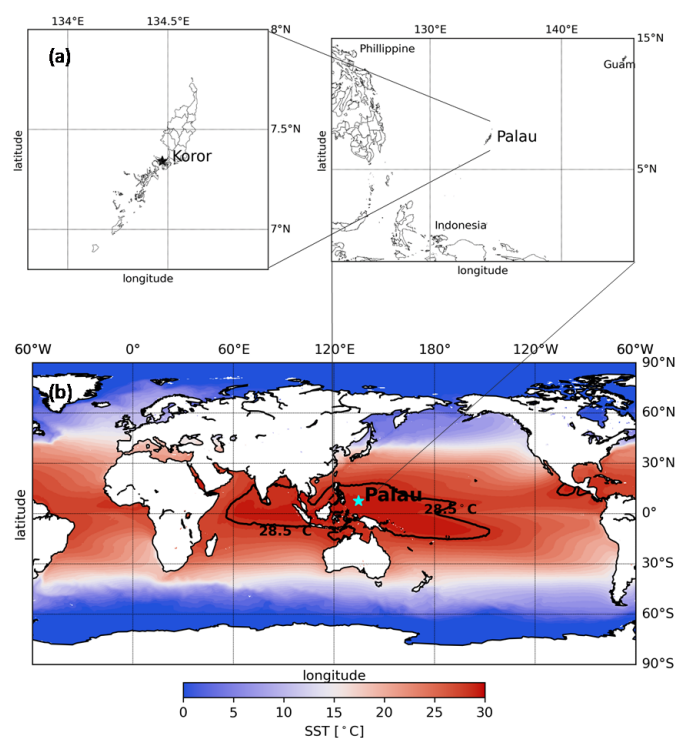 134°E 134.5°E
8°N
(a)
latitude
Koror
7.5°N
7°N
longitude
130°E 140°E
15°N
Phillippine
Guam
latitude
Palau
5°N
Indonesia
longitude
60°W 0° 60°E 120°E 180°W 120°W 60°W
90°N
(b)
60°N
30°N
latitude
Palau
28.5°C
28.5°C
0°
30°S
60°S
90°S
longitude
0 5 10 15 20 25 30
SST [°C]